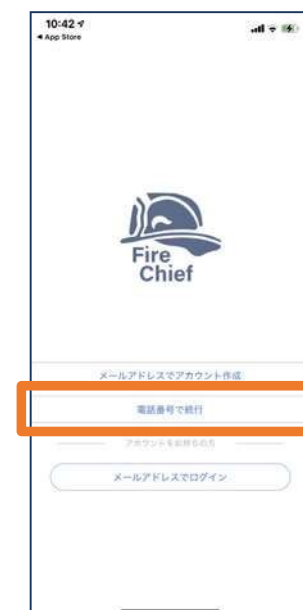 10:42
◀ App Store
Fire
Chief
メールアドレスでアカウント作成
電話番号で続行
アカウントをお持ちの方
メールアドレスでログイン